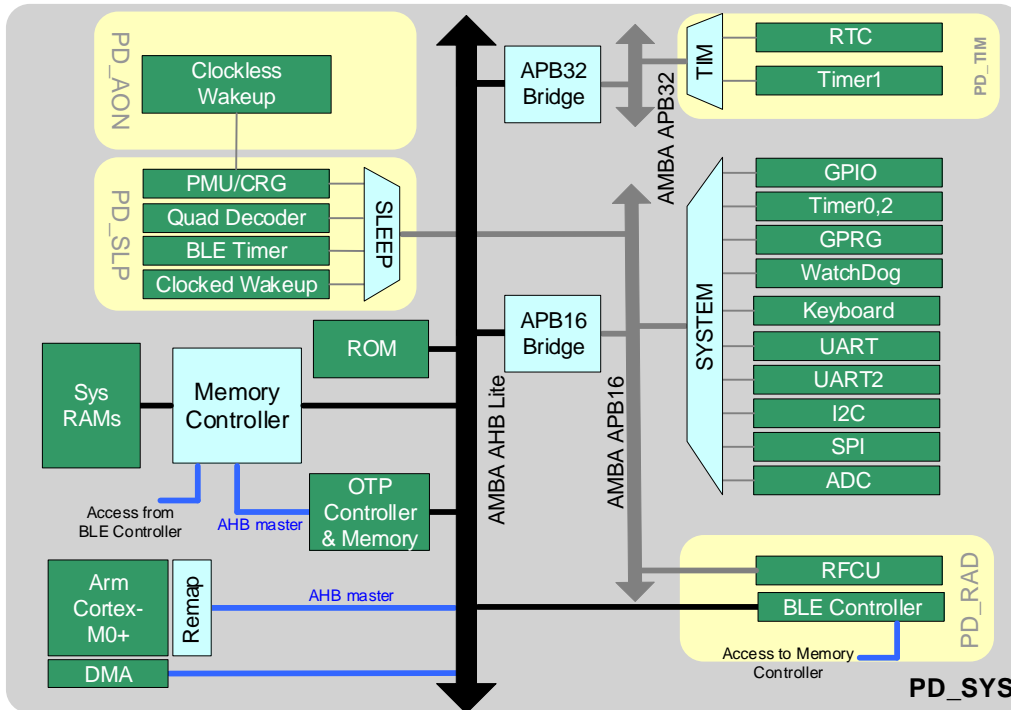 PD_AON
Clockless
Wakeup
PD_SLP
PMU/CRG
Quad Decoder
BLE Timer
Clocked Wakeup
SLEEP
ROM
Sys
RAMs
Memory
Controller
Access from
BLE Controller
AHB master
OTP
Controller
& Memory
Arm
Cortex-
M0+
Remap
AHB master
DMA
AMBA AHB Lite
APB32
Bridge
AMBA APB32
TIM
RTC
Timer1
PD_TIM
APB16
Bridge
AMBA APB16
SYSTEM
GPIO
Timer0,2
GPRG
WatchDog
Keyboard
UART
UART2
I2C
SPI
ADC
RFCU
BLE Controller
PD_RAD
Access to Memory
Controller
PD_SYS